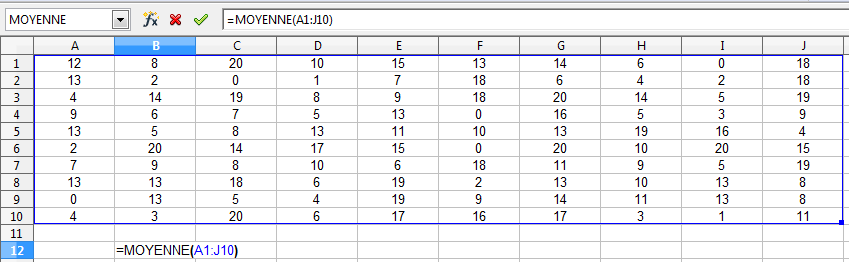 MOYENNE =MOYENNE(A1:J10)
A B C D E F G H I J
1 12 8 20 10 15 13 14 6 0 18
2 13 2 0 1 7 18 6 4 2 18
3 4 14 19 8 9 18 20 14 5 19
4 9 6 7 5 13 0 16 5 3 9
5 13 5 8 13 11 10 13 19 16 4
6 2 20 14 17 15 0 20 10 20 15
7 7 9 8 10 6 18 11 9 5 19
8 13 13 18 6 19 2 13 10 13 8
9 0 13 5 4 19 9 14 11 13 8
10 4 3 20 6 17 16 17 3 1 11
11
12 =MOYENNE(A1:J10)